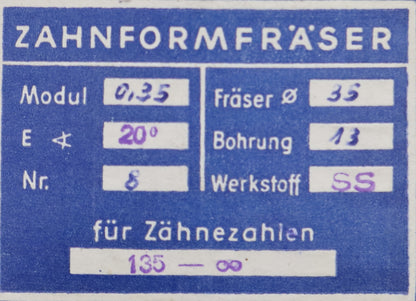 ZAHNFORMFRÄSER
Modul 0,35
E ∢ 20°
Nr. 8
Fräser Ø 35
Bohrung 13
Werkstoff SS
für Zähnezahlen
135 — ∞